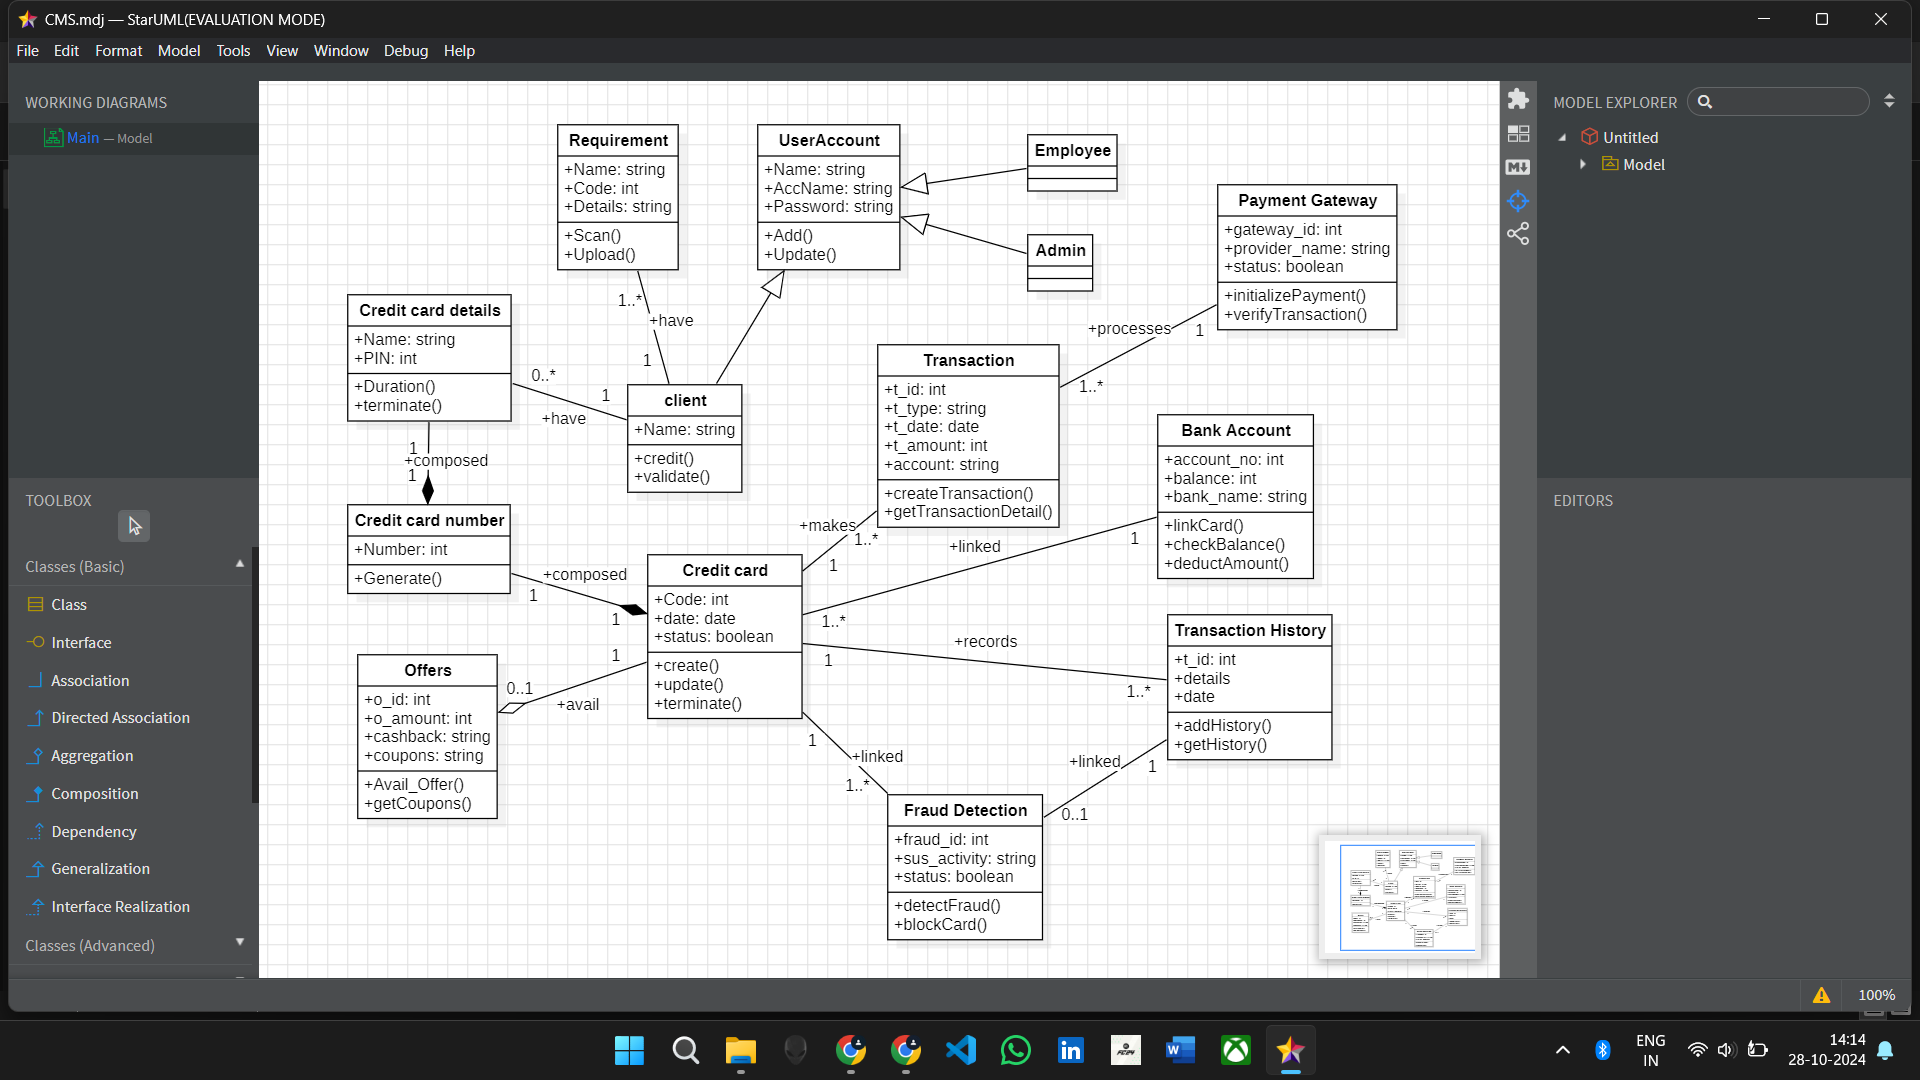 CMS.mdj — StarUML(EVALUATION MODE)
File Edit Format Model Tools View Window Debug Help
WORKING DIAGRAMS
Main — Model
TOOLBOX
Classes (Basic)
Class
Interface
Association
Directed Association
Aggregation
Composition
Dependency
Generalization
Interface Realization
Classes (Advanced)
Requirement
+Name: string
+Code: int
+Details: string
+Scan()
+Upload()
UserAccount
+Name: string
+AccName: string
+Password: string
+Add()
+Update()
Employee
Admin
Payment Gateway
+gateway_id: int
+provider_name: string
+status: boolean
+initializePayment()
+verifyTransaction()
1..*
+have
1
Credit card details
+Name: string
+PIN: int
+Duration()
+terminate()
0..*
1
+have
client
+Name: string
+credit()
+validate()
+processes
1
1..*
Transaction
+t_id: int
+t_type: string
+t_date: date
+t_amount: int
+account: string
+createTransaction()
+getTransactionDetail()
Bank Account
+account_no: int
+balance: int
+bank_name: string
+linkCard()
+checkBalance()
+deductAmount()
1
+composed
1
Credit card number
+Number: int
+Generate()
+composed
1
1
+makes
1..*
1
+linked
1
1..*
Credit card
+Code: int
+date: date
+status: boolean
+create()
+update()
+terminate()
+records
1
1..*
Transaction History
+t_id: int
+details
+date
+addHistory()
+getHistory()
Offers
+o_id: int
+o_amount: int
+cashback: string
+coupons: string
+Avail_Offer()
+getCoupons()
1
0..1
+avail
1
+linked
1..*
+linked
1
0..1
Fraud Detection
+fraud_id: int
+sus_activity: string
+status: boolean
+detectFraud()
+blockCard()
MODEL EXPLORER
Untitled
Model
EDITORS
100%
ENG
IN
14:14
28-10-2024